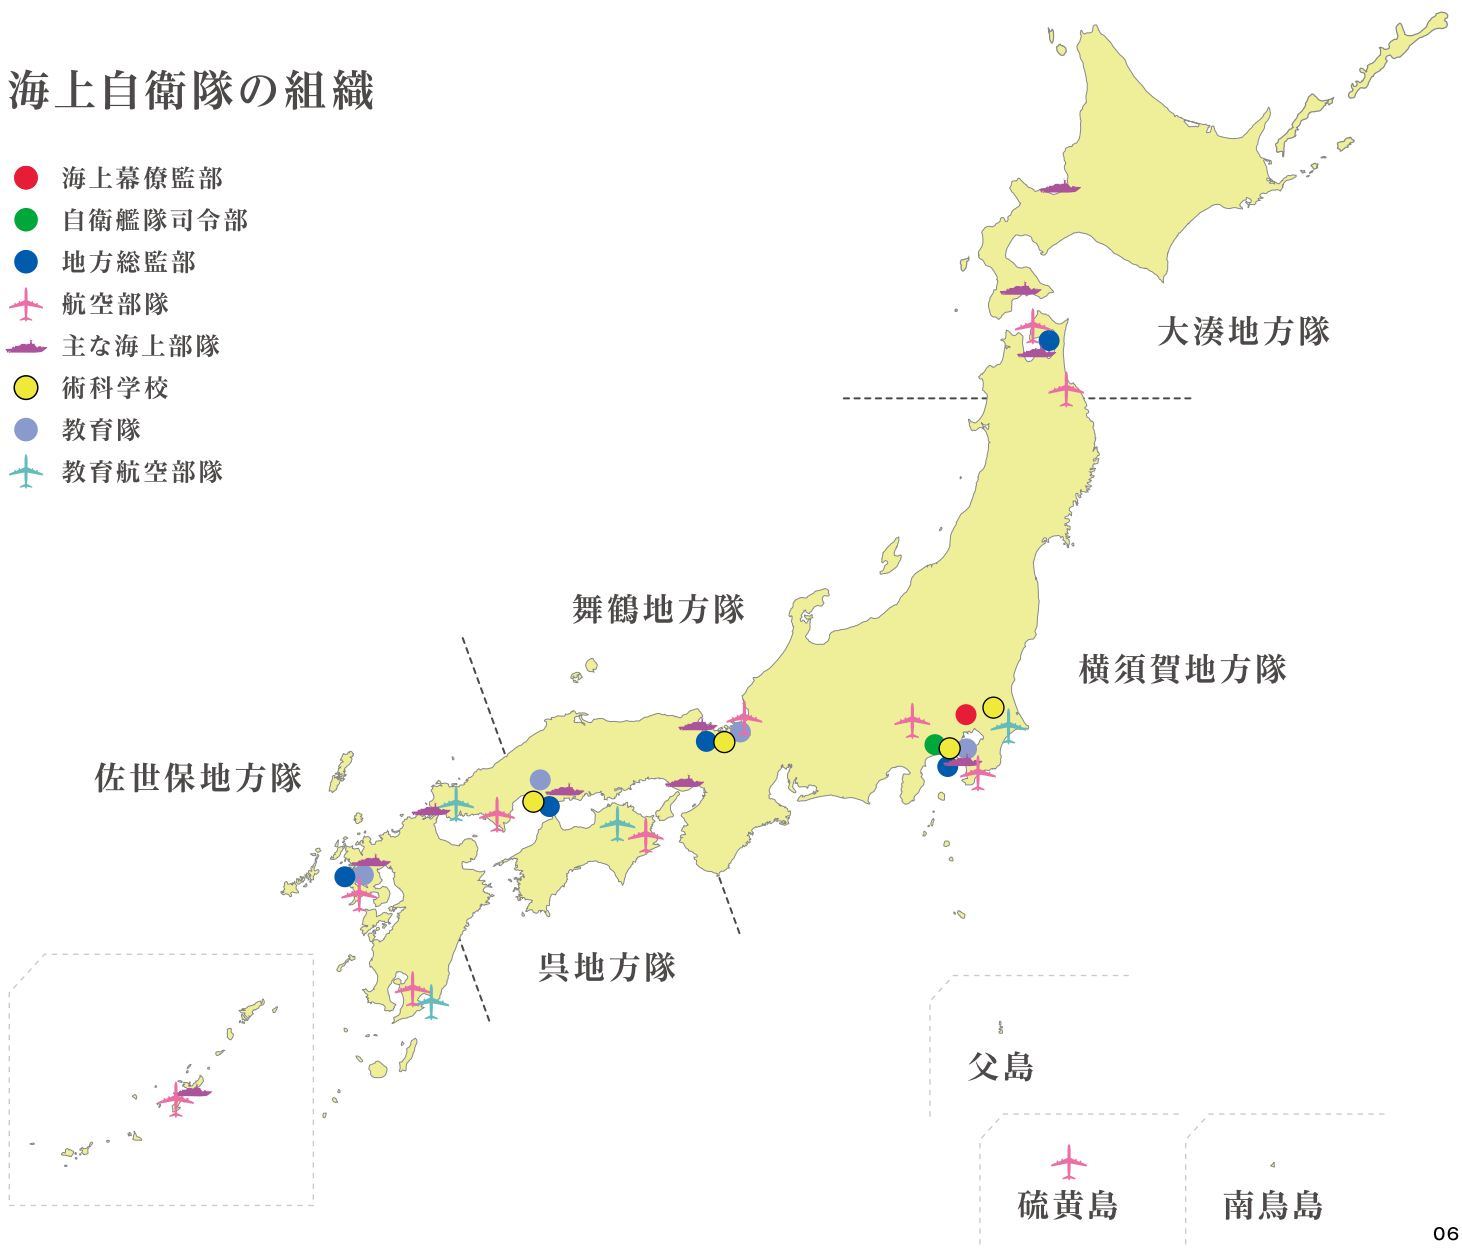 海上自衛隊の組織
海上幕僚監部
自衛艦隊司令部
地方総監部
航空部隊
主な海上部隊
術科学校
教育隊
教育航空部隊
大湊地方隊
舞鶴地方隊
横須賀地方隊
佐世保地方隊
呉地方隊
父島
硫黄島
南鳥島
06